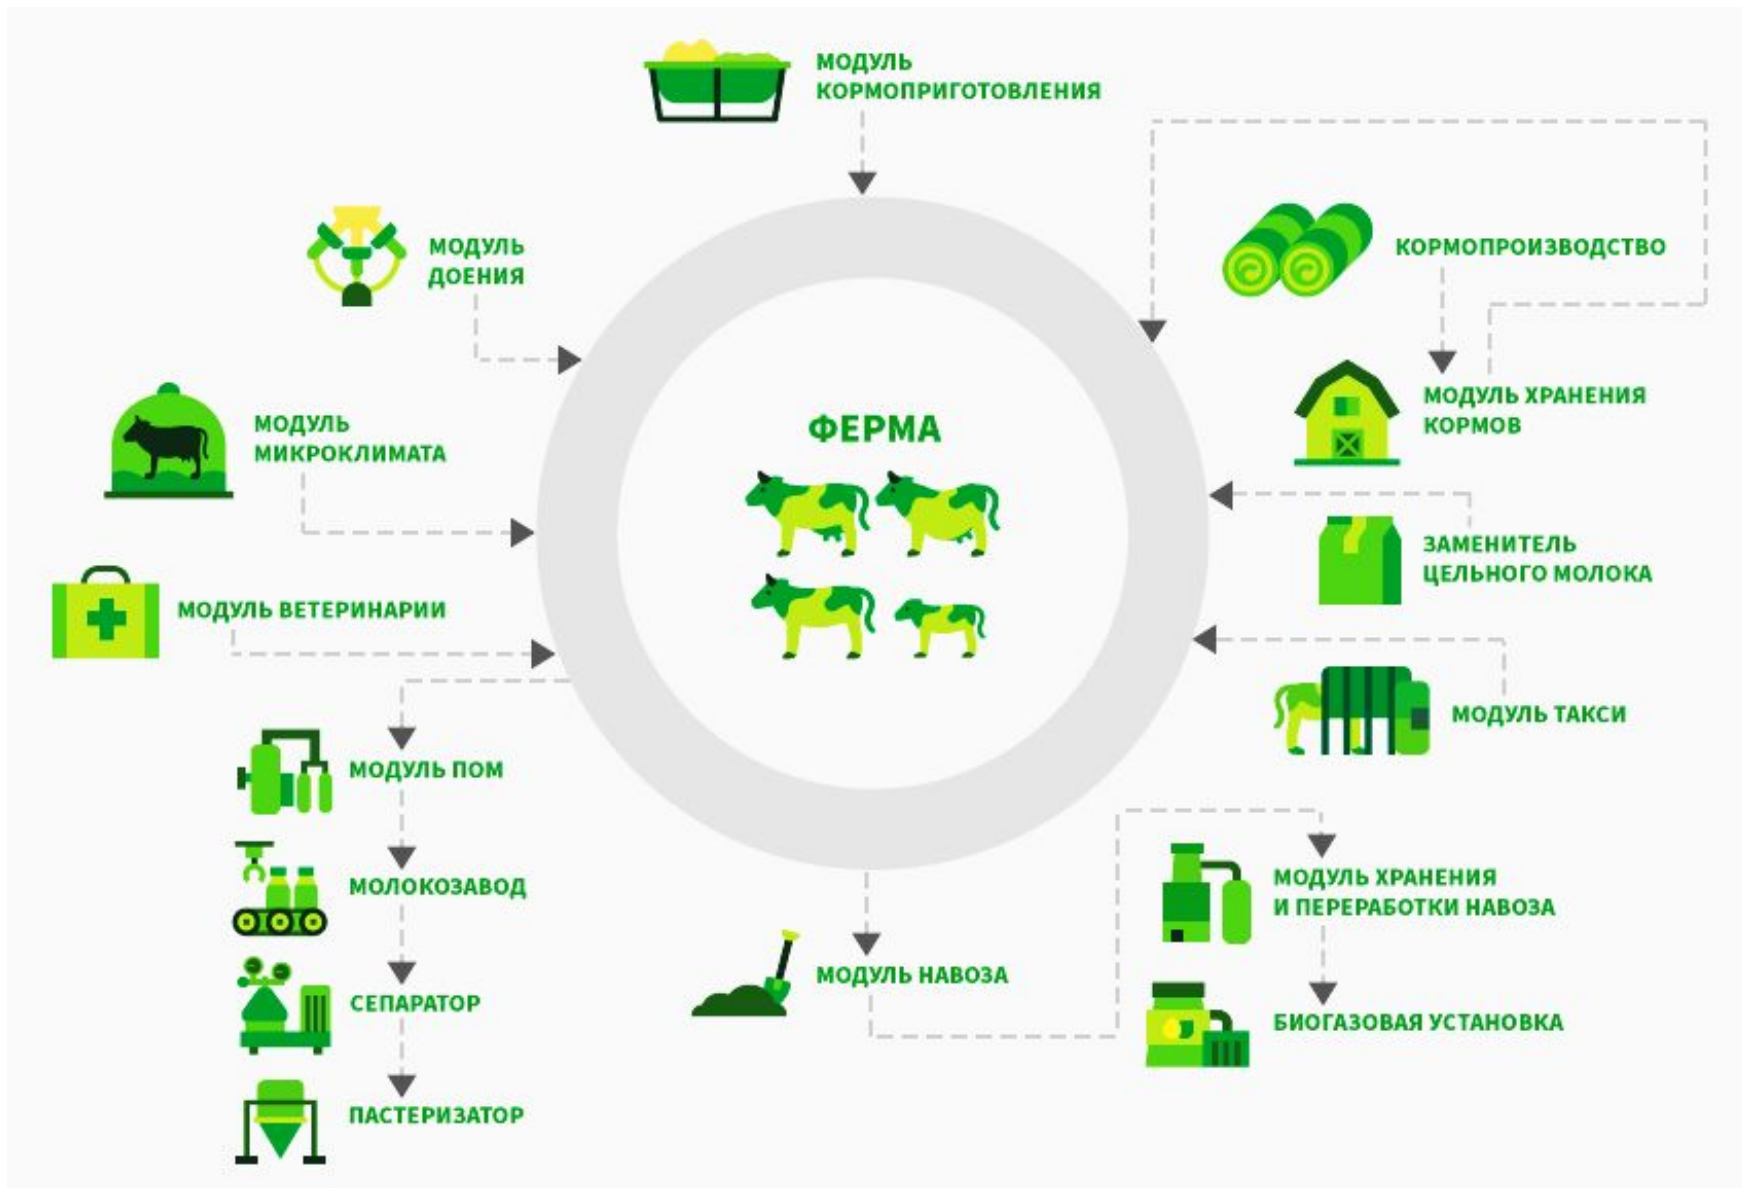 МОДУЛЬ
КОРМОПРИГОТОВЛЕНИЯ
МОДУЛЬ
ДОЕНИЯ
КОРМОПРОИЗВОДСТВО
МОДУЛЬ
МИКРОКЛИМАТА
МОДУЛЬ ХРАНЕНИЯ
КОРМОВ
ФЕРМА
ЗАМЕНИТЕЛЬ
ЦЕЛЬНОГО МОЛОКА
МОДУЛЬ ВЕТЕРИНАРИИ
МОДУЛЬ ТАКСИ
МОДУЛЬ ПОМ
МОЛОКОЗАВОД
СЕПАРАТОР
ПАСТЕРИЗАТОР
МОДУЛЬ НАВОЗА
МОДУЛЬ ХРАНЕНИЯ
И ПЕРЕРАБОТКИ НАВОЗА
БИОГАЗОВАЯ УСТАНОВКА